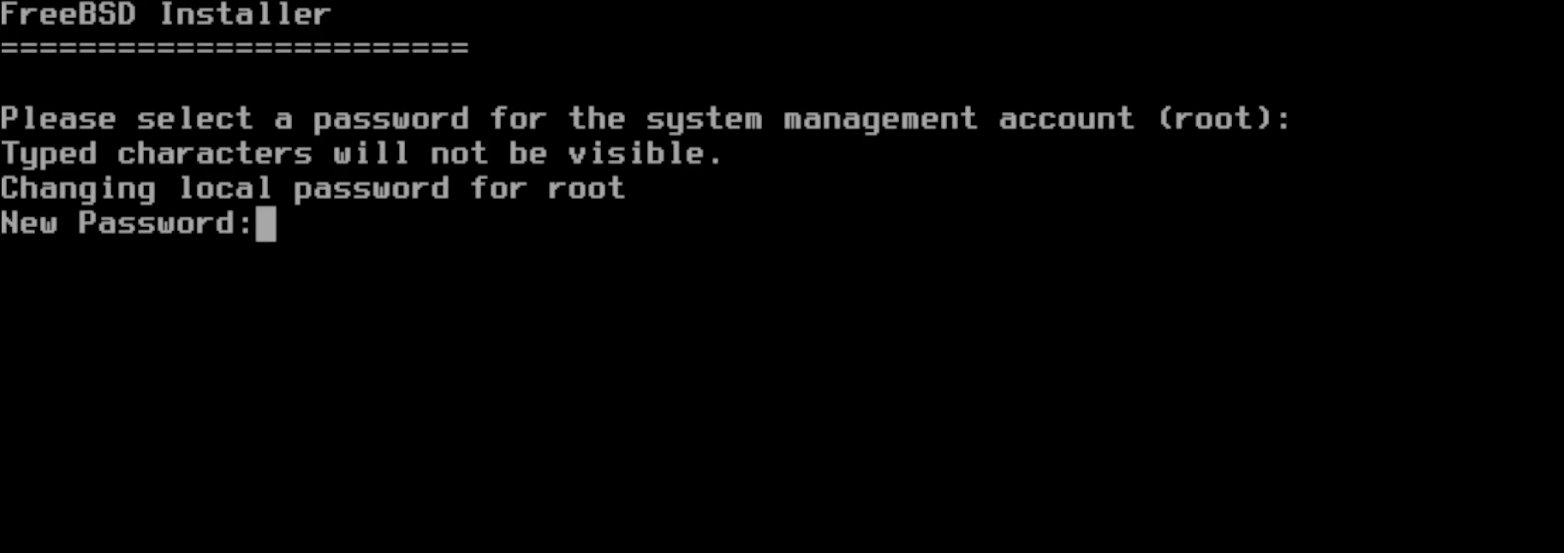 FreeBSD Installer
========================
Please select a password for the system management account (root):
Typed characters will not be visible.
Changing local password for root
New Password: